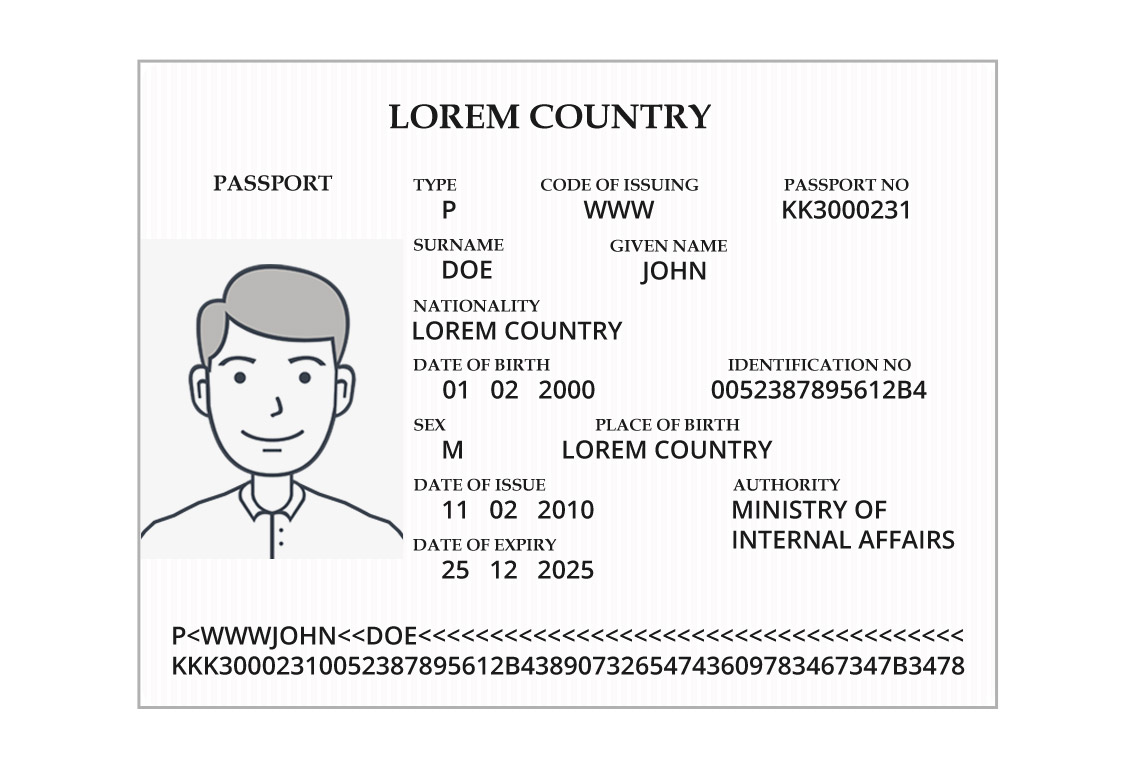 LOREM COUNTRY
PASSPORT
TYPE CODE OF ISSUING PASSPORT NO
P WWW KK3000231
SURNAME GIVEN NAME
DOE JOHN
NATIONALITY
LOREM COUNTRY
DATE OF BIRTH IDENTIFICATION NO
01 02 2000 0052387895612B4
SEX PLACE OF BIRTH
M LOREM COUNTRY
DATE OF ISSUE AUTHORITY
11 02 2010 MINISTRY OF
INTERNAL AFFAIRS
DATE OF EXPIRY
25 12 2025
P<WWWJOHN<<DOE<<<<<<<<<<<<<<<<<<<<<<<<<<<<<<<<<<<<<<
KKK30002310052387895612B43890732654743609783467347B3478